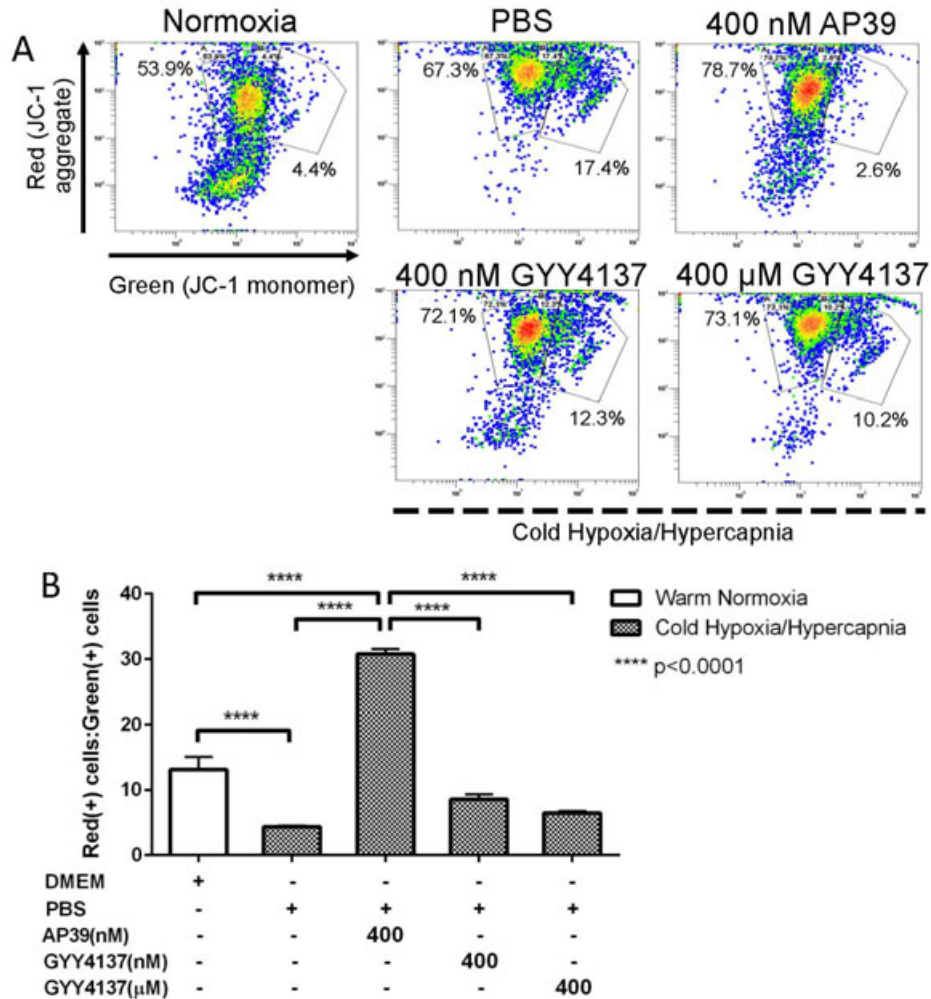 A
Normoxia
PBS
400 nM AP39
Red (JC-1
aggregate)
53.9%
4.4%
67.3%
17.4%
78.7%
2.6%
Green (JC-1 monomer)
400 nM GYY4137
400 µM GYY4137
72.1%
12.3%
73.1%
10.2%
Cold Hypoxia/Hypercapnia
B
Red(+) cells:Green(+) cells
40
30
20
10
0
****
****
****
****
****
Warm Normoxia
Cold Hypoxia/Hypercapnia
**** p<0.0001
DMEM + - - - -
PBS - + + + +
AP39(nM) - - 400 - -
GYY4137(nM) - - - 400 -
GYY4137(µM) - - - - 400